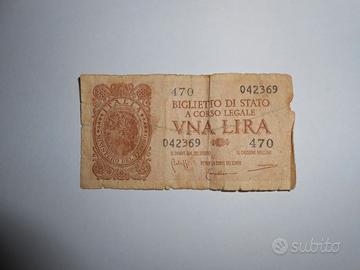 ITALIA
470 042369
BIGLIETTO DI STATO
A CORSO LEGALE
VNA LIRA
042369 470
subito